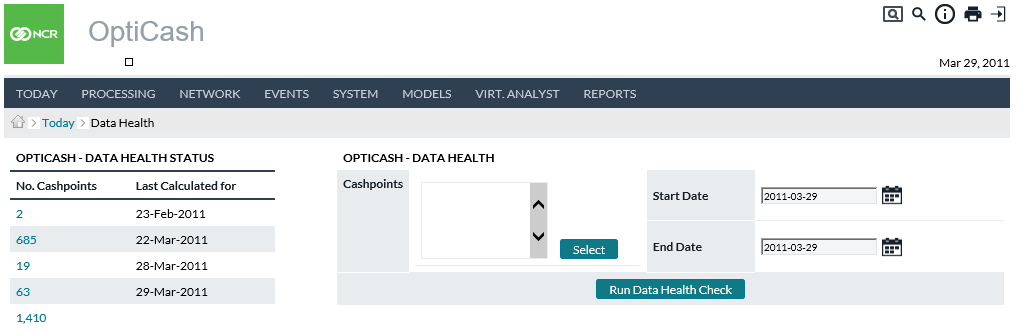 NCR
OptiCash
Mar 29, 2011
TODAY PROCESSING NETWORK EVENTS SYSTEM MODELS VIRT. ANALYST REPORTS
Today Data Health
OPTICASH - DATA HEALTH STATUS
No. Cashpoints Last Calculated for
2 23-Feb-2011
685 22-Mar-2011
19 28-Mar-2011
63 29-Mar-2011
1,410
OPTICASH - DATA HEALTH
Cashpoints
Select
Start Date 2011-03-29
End Date 2011-03-29
Run Data Health Check